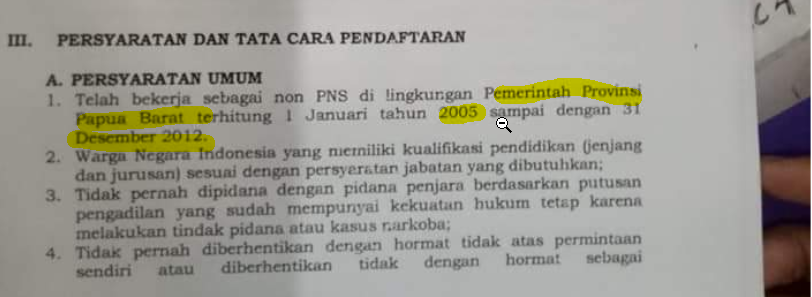 III. PERSYARATAN DAN TATA CARA PENDAFTARAN
A. PERSYARATAN UMUM
1. Telah bekerja sebagai non PNS di lingkungan Pemerintah Provinsi
Papua Barat terhitung 1 Januari tahun 2005 sampai dengan 31
Desember 2012.
2. Warga Negara Indonesia yang memiliki kualifikasi pendidikan (jenjang
dan jurusan) sesuai dengan persyaratan jabatan yang dibutuhkan;
3. Tidak pernah dipidana dengan pidana penjara berdasarkan putusan
pengadilan yang sudah mempunyai kekuatan hukum tetap karena
melakukan tindak pidana atau kasus narkoba;
4. Tidak pernah diberhentikan dengan hormat tidak atas permintaan
sendiri atau diberhentikan tidak dengan hormat sebagai